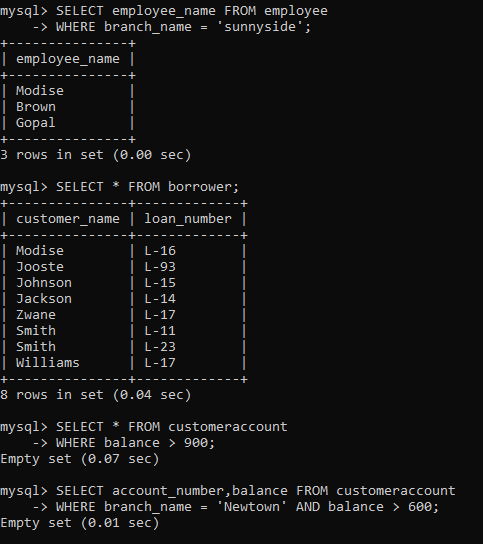 mysql> SELECT employee_name FROM employee
    -> WHERE branch_name = 'sunnyside';
+---------------+
| employee_name |
+---------------+
| Modise        |
| Brown         |
| Gopal         |
+---------------+
3 rows in set (0.00 sec)

mysql> SELECT * FROM borrower;
+---------------+-------------+
| customer_name | loan_number |
+---------------+-------------+
| Modise        | L-16        |
| Jooste        | L-93        |
| Johnson       | L-15        |
| Jackson       | L-14        |
| Zwane         | L-17        |
| Smith         | L-11        |
| Smith         | L-23        |
| Williams      | L-17        |
+---------------+-------------+
8 rows in set (0.04 sec)

mysql> SELECT * FROM customeraccount
    -> WHERE balance > 900;
Empty set (0.07 sec)

mysql> SELECT account_number,balance FROM customeraccount
    -> WHERE branch_name = 'Newtown' AND balance > 600;
Empty set (0.01 sec)